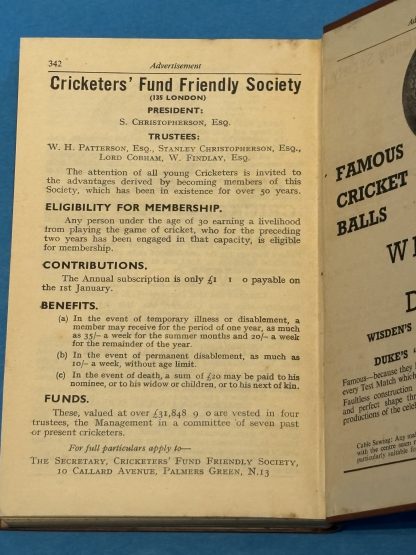 342 Advertisement
Cricketers' Fund Friendly Society
(135 LONDON)
PRESIDENT:
S. CHRISTOPHERSON, ESQ.
TRUSTEES:
W. H. PATTERSON, ESQ., STANLEY CHRISTOPHERSON, ESQ.,
LORD COBHAM, W. FINDLAY, ESQ.
The attention of all young Cricketers is invited to
the advantages derived by becoming members of this
Society, which has been in existence for over 50 years.
ELIGIBILITY FOR MEMBERSHIP.
Any person under the age of 30 earning a livelihood
from playing the game of cricket, who for the preceding
two years has been engaged in that capacity, is eligible
for membership.
CONTRIBUTIONS.
The Annual subscription is only £1 1 0 payable on
the 1st January.
BENEFITS.
(a) In the event of temporary illness or disablement, a
member may receive for the period of one year, as much
as 35/– a week for the summer months and 20/– a week
for the remainder of the year.
(b) In the event of permanent disablement, as much as
10/– a week, without age limit.
(c) In the event of death, a sum of £20 may be paid to his
nominee, or to his widow or children, or to his next of kin.
FUNDS.
These, valued at over £31,848 9 0 are vested in four
trustees, the Management in a committee of seven past
or present cricketers.
For full particulars apply to—
THE SECRETARY, CRICKETERS' FUND FRIENDLY SOCIETY,
10 CALLARD AVENUE, PALMERS GREEN, N.13
FAMOUS
CRICKET
BALLS
WI
D
WISDEN'S
DUKE'S
Famous—because they
every Test Match which
Faultless construction
and perfect shape
productions of the
Cable Sewing: Any
with the centre seam
particularly suitable